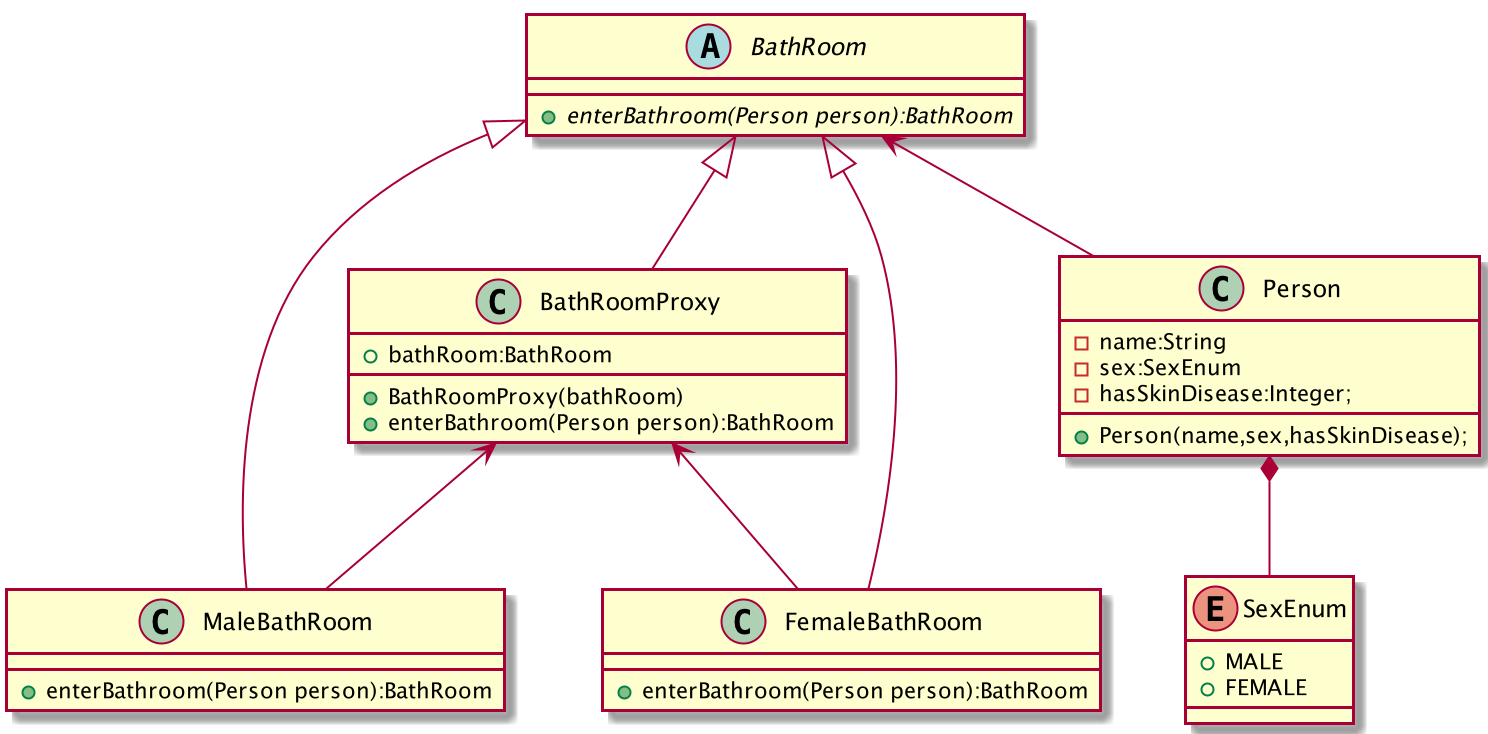 A BathRoom
enterBathroom(Person person):BathRoom
C BathRoomProxy
bathRoom:BathRoom
BathRoomProxy(bathRoom)
enterBathroom(Person person):BathRoom
C Person
name:String
sex:SexEnum
hasSkinDisease:Integer;
Person(name,sex,hasSkinDisease);
C MaleBathRoom
enterBathroom(Person person):BathRoom
C FemaleBathRoom
enterBathroom(Person person):BathRoom
E SexEnum
MALE
FEMALE